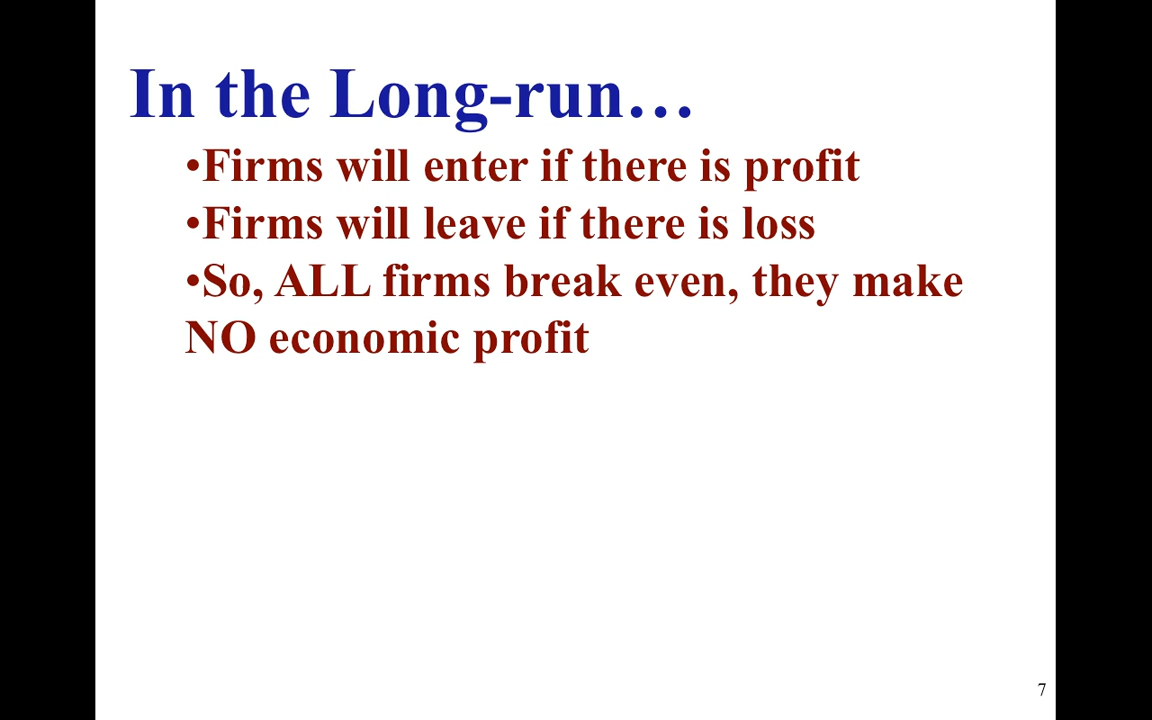 In the Long-run…
•Firms will enter if there is profit
•Firms will leave if there is loss
•So, ALL firms break even, they make
NO economic profit
7